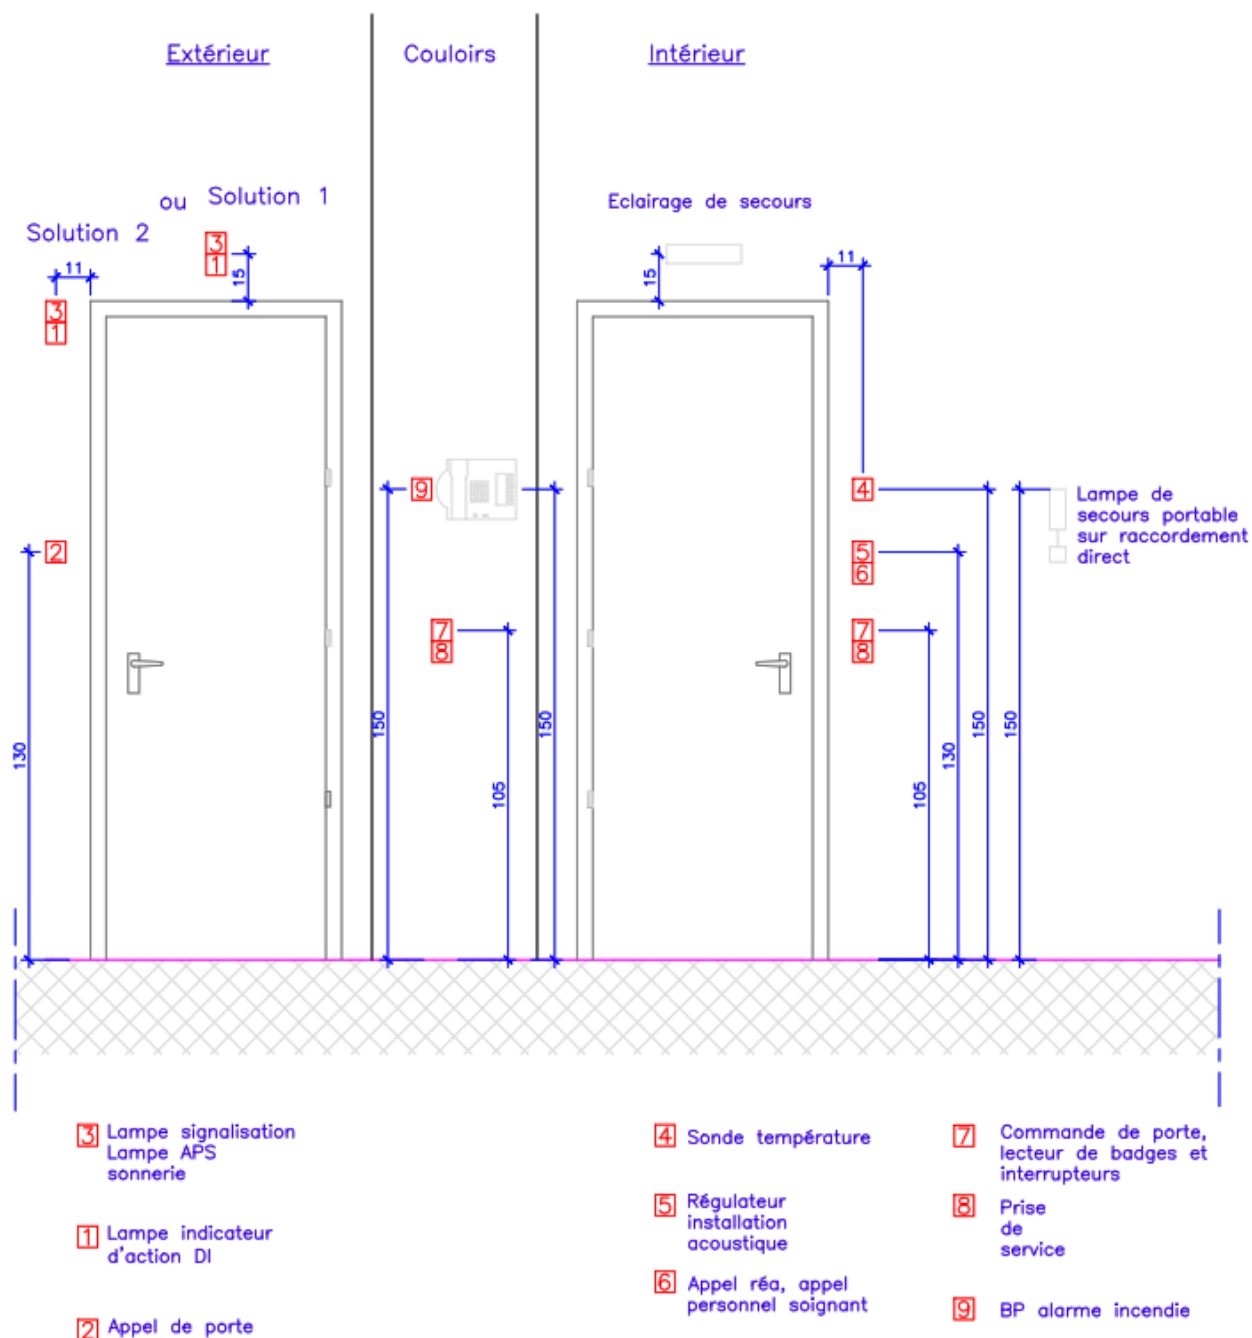 Extérieur
Couloirs
Intérieur
ou
Solution 1
Solution 2
Eclairage de secours
3
1
15
11
3
1
15
11
9
4
Lampe de
secours portable
sur raccordement
direct
2
5
6
7
8
7
8
130
150
150
105
105
130
150
150
3
Lampe signalisation
Lampe APS
sonnerie
1
Lampe indicateur
d'action DI
2
Appel de porte
4
Sonde température
5
Régulateur
installation
acoustique
6
Appel réa, appel
personnel soignant
7
Commande de porte,
lecteur de badges et
interrupteurs
8
Prise
de
service
9
BP alarme incendie